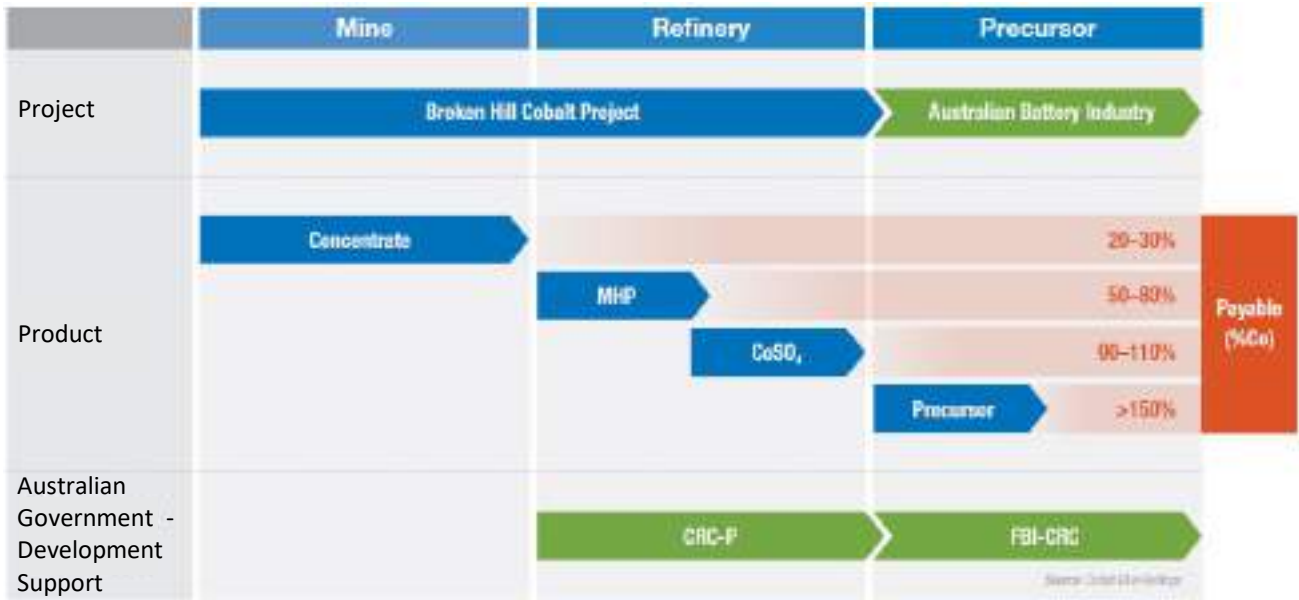 Mine Refinery Precursor
Project
Broken Hill Cobalt Project
Australian Battery Industry
Concentrate
20–30%
MHP
50–80%
Product
Payable
(%Co)
CoSO₄
90–110%
Precursor
>150%
Australian
Government -
Development
Support
CRC-P
FBI-CRC